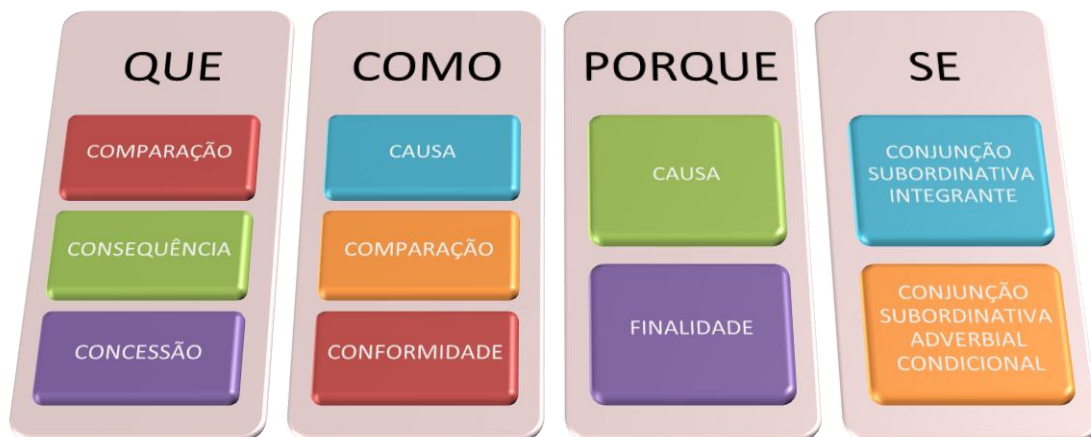 QUE
COMPARAÇÃO
CONSEQUÊNCIA
CONCESSÃO
COMO
CAUSA
COMPARAÇÃO
CONFORMIDADE
PORQUE
CAUSA
FINALIDADE
SE
CONJUNÇÃO
SUBORDINATIVA
INTEGRANTE
CONJUNÇÃO
SUBORDINATIVA
ADVERBIAL
CONDICIONAL